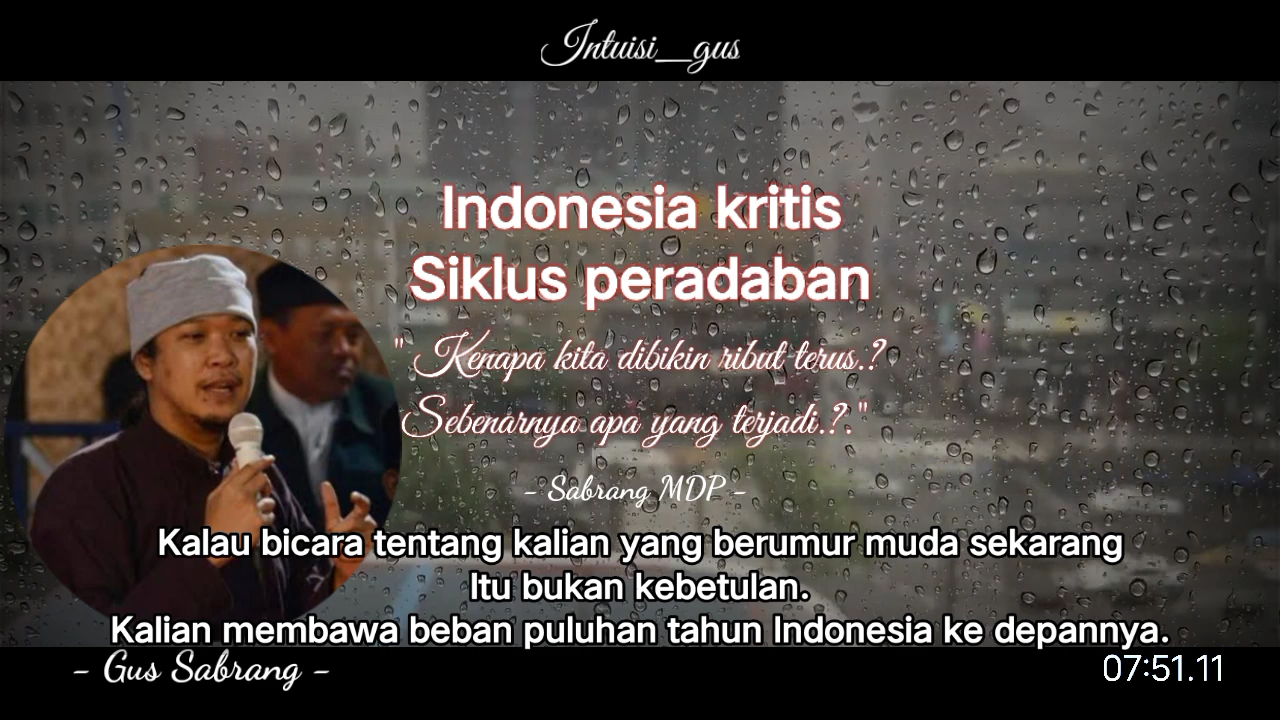 Intuisi__gus
Indonesia kritis
Siklus peradaban
" Kenapa kita dibikin ribut terus.?
Sebenarnya apa yang terjadi.?."
- Sabrang MDP -
Kalau bicara tentang kalian yang berumur muda sekarang
Itu bukan kebetulan.
Kalian membawa beban puluhan tahun Indonesia ke depannya.
- Gus Sabrang -
07:51.11